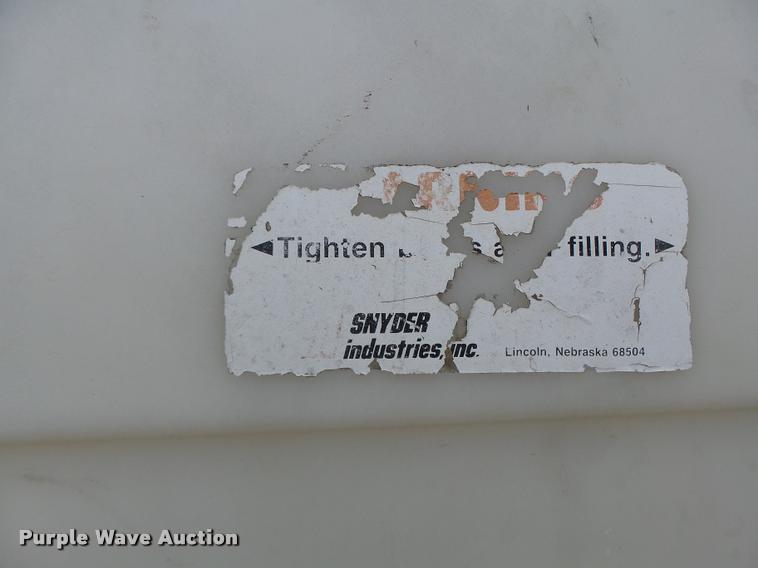 ◄Tighten filling.►
SNYDER
industries, inc.
Lincoln, Nebraska 68504
Purple Wave Auction